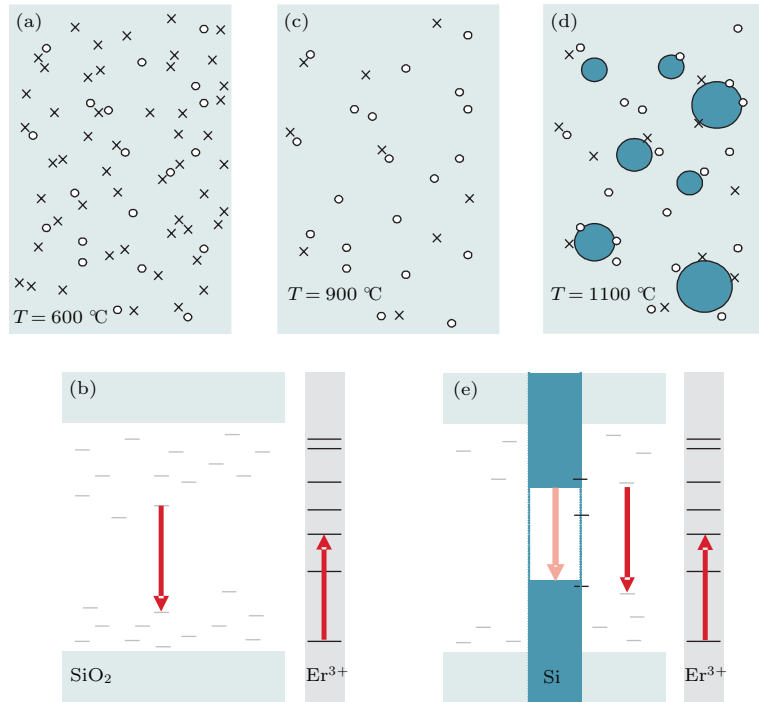 (a)
T = 600 ℃
(c)
T = 900 ℃
(d)
T = 1100 ℃
(b)
SiO₂
Er³⁺
(e)
Si
Er³⁺